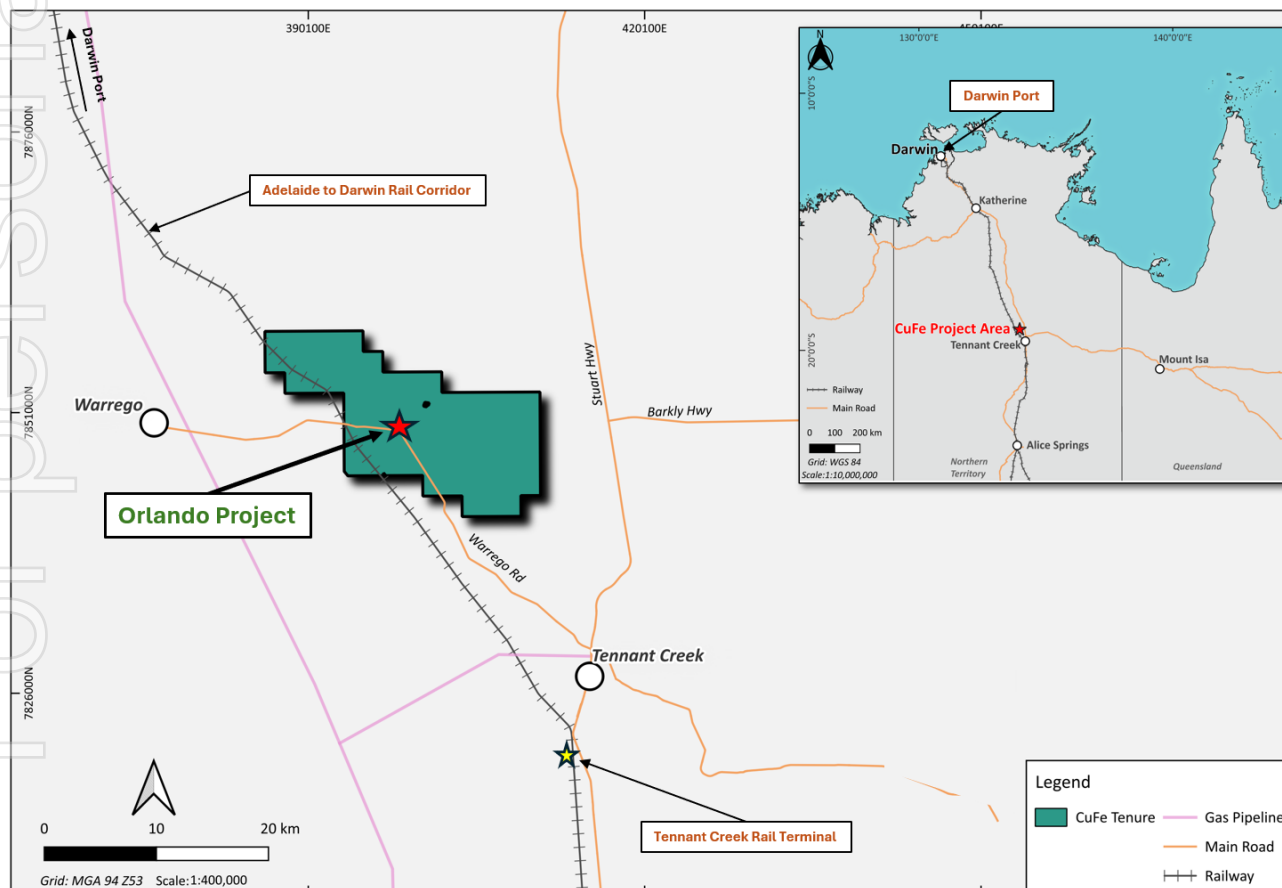 390100E
420100E
450100E
7876000N
7851000N
7826000N
Darwin Port
Adelaide to Darwin Rail Corridor
Warrego
Orlando Project
Stuart Hwy
Barkly Hwy
Warrego Rd
Tennant Creek
Tennant Creek Rail Terminal
0 10 20 km
Grid: MGA 94 Z53 Scale:1:400,000
N
130°0'0"E
140°0'0"E
10°0'0"S
20°0'0"S
Darwin Port
Darwin
Katherine
CuFe Project Area
Tennant Creek
Mount Isa
Alice Springs
Northern
Territory
Queensland
Railway
Main Road
0 100 200 km
Grid: WGS 84
Scale:1:10,000,000
Legend
CuFe Tenure
Gas Pipeline
Main Road
Railway